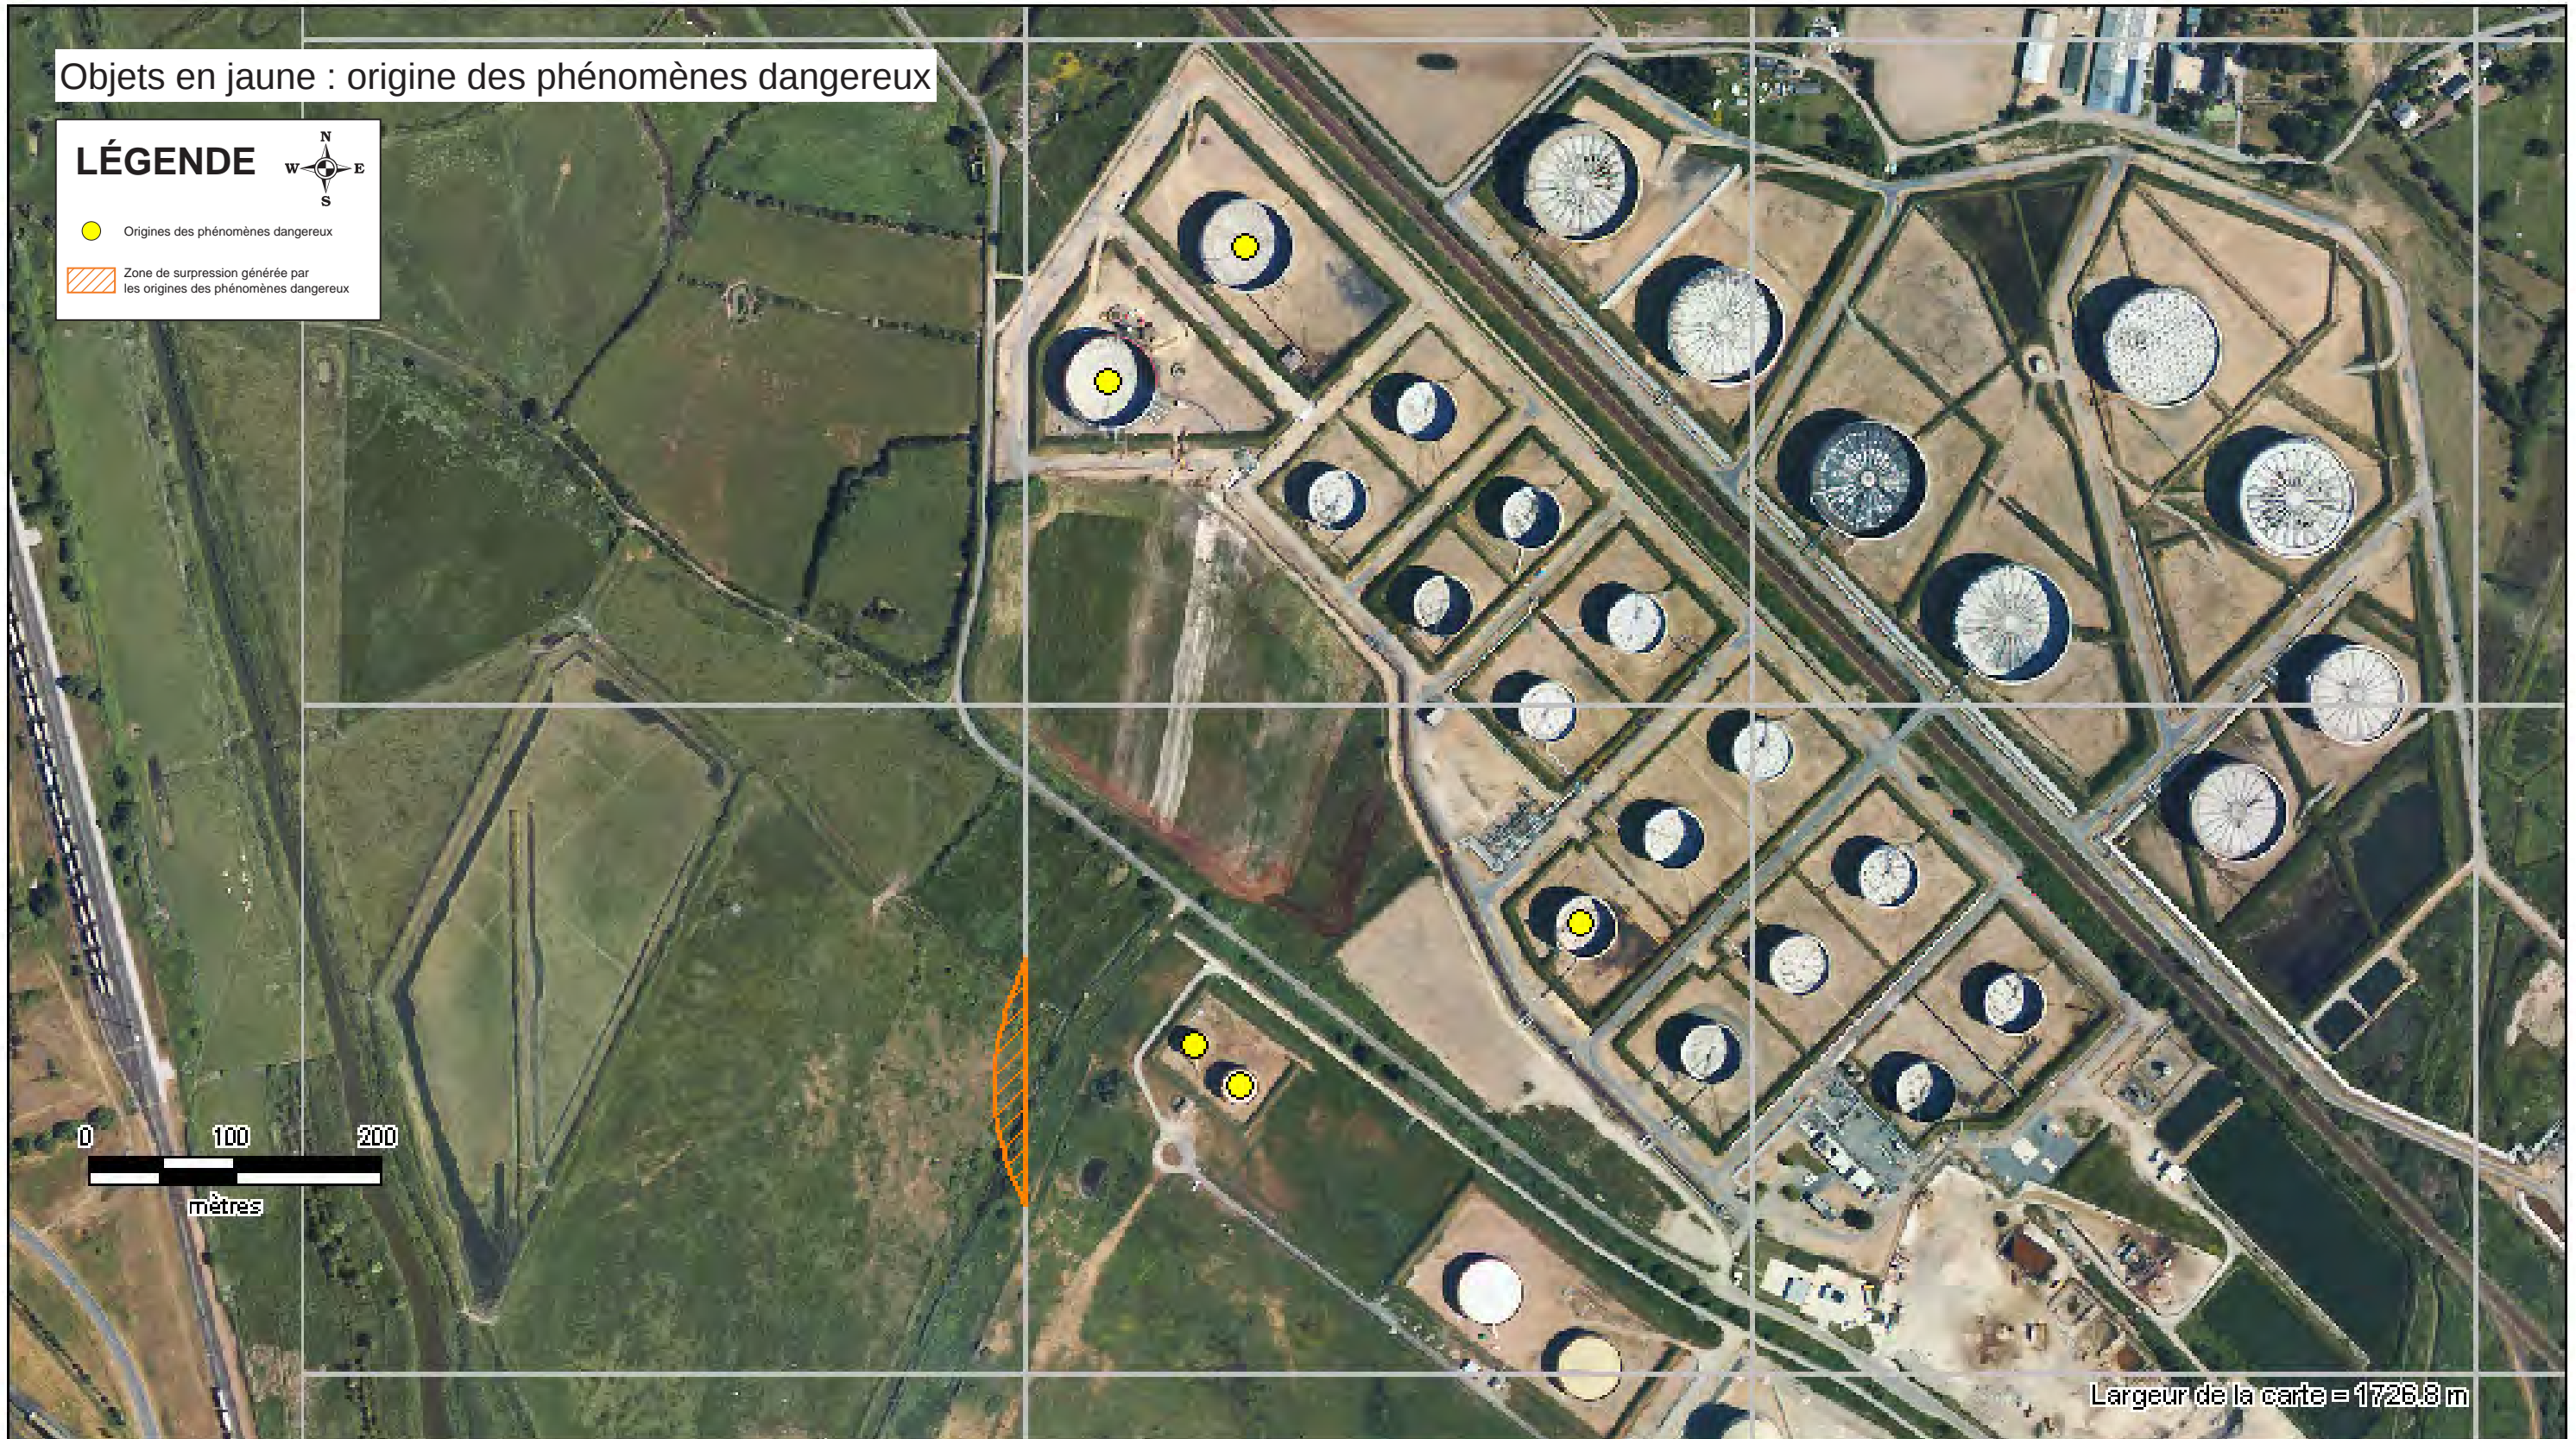 Objets en jaune : origine des phénomènes dangereux
LÉGENDE
N
W E
S
Origines des phénomènes dangereux
Zone de surpression générée par
les origines des phénomènes dangereux
0 100 200
mètres
Largeur de la carte = 1726.8 m